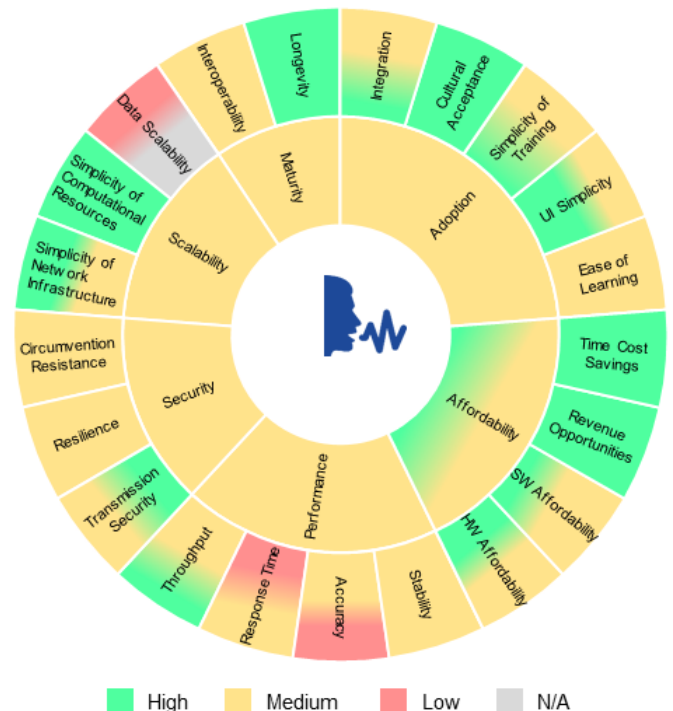 Integration
Cultural
Acceptance
Simplicity of
Training
UI Simplicity
Ease of
Learning
Time Cost
Savings
Revenue
Opportunities
SW Affordability
HW Affordability
Stability
Accuracy
Response Time
Throughput
Transmission
Security
Resilience
Circumvention
Resistance
Simplicity of
Network
Infrastructure
Simplicity of
Computational
Resources
Data Scalability
Interoperability
Longevity
Adoption
Affordability
Performance
Security
Scalability
Maturity
High
Medium
Low
N/A